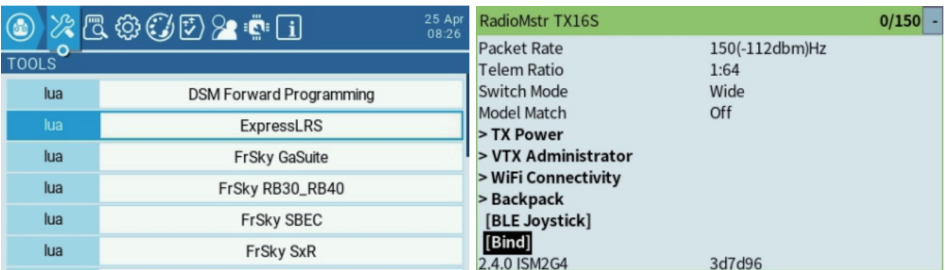 25 Apr
08:26
TOOLS
lua DSM Forward Programming
lua ExpressLRS
lua FrSky GaSuite
lua FrSky RB30_RB40
lua FrSky SBEC
lua FrSky SxR
RadioMstr TX16S 0/150 -
Packet Rate 150(-112dbm)Hz
Telem Ratio 1:64
Switch Mode Wide
Model Match Off
> TX Power
> VTX Administrator
> WiFi Connectivity
> Backpack
[BLE Joystick]
[Bind]
2.4.0 ISM2G4 3d7d96